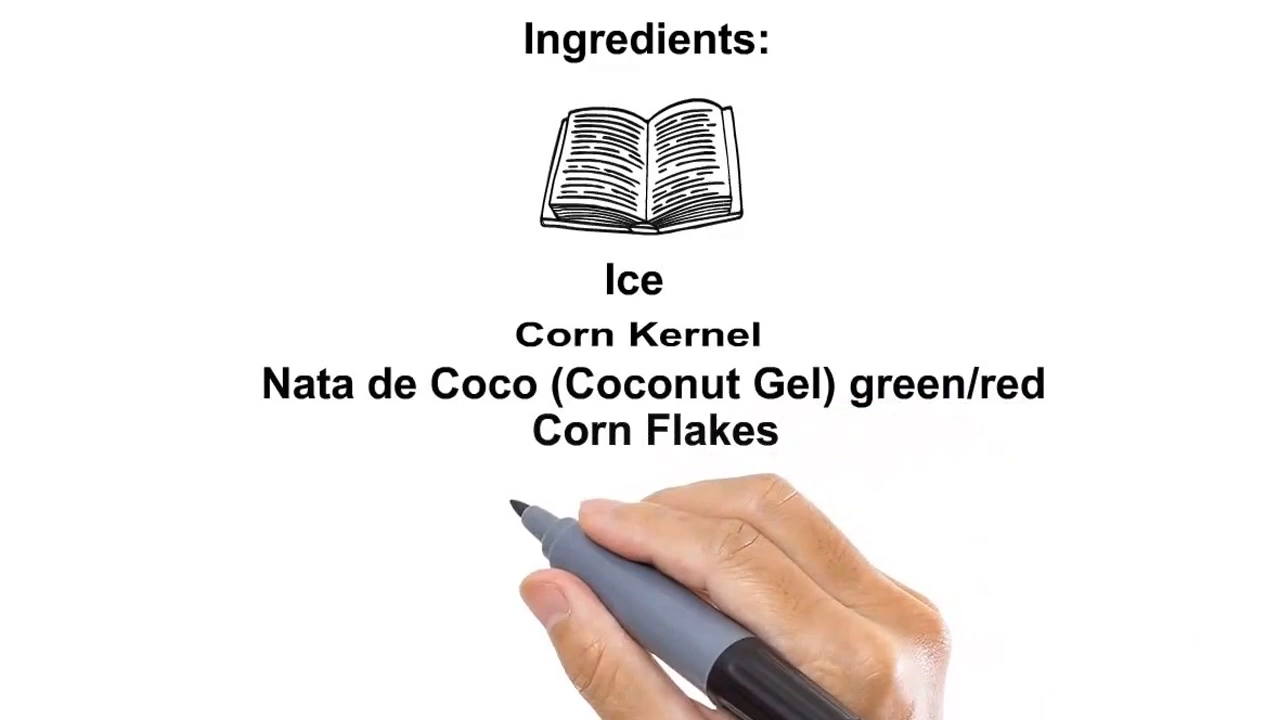 Ingredients:
Ice
Corn Kernel
Nata de Coco (Coconut Gel) green/red
Corn Flakes